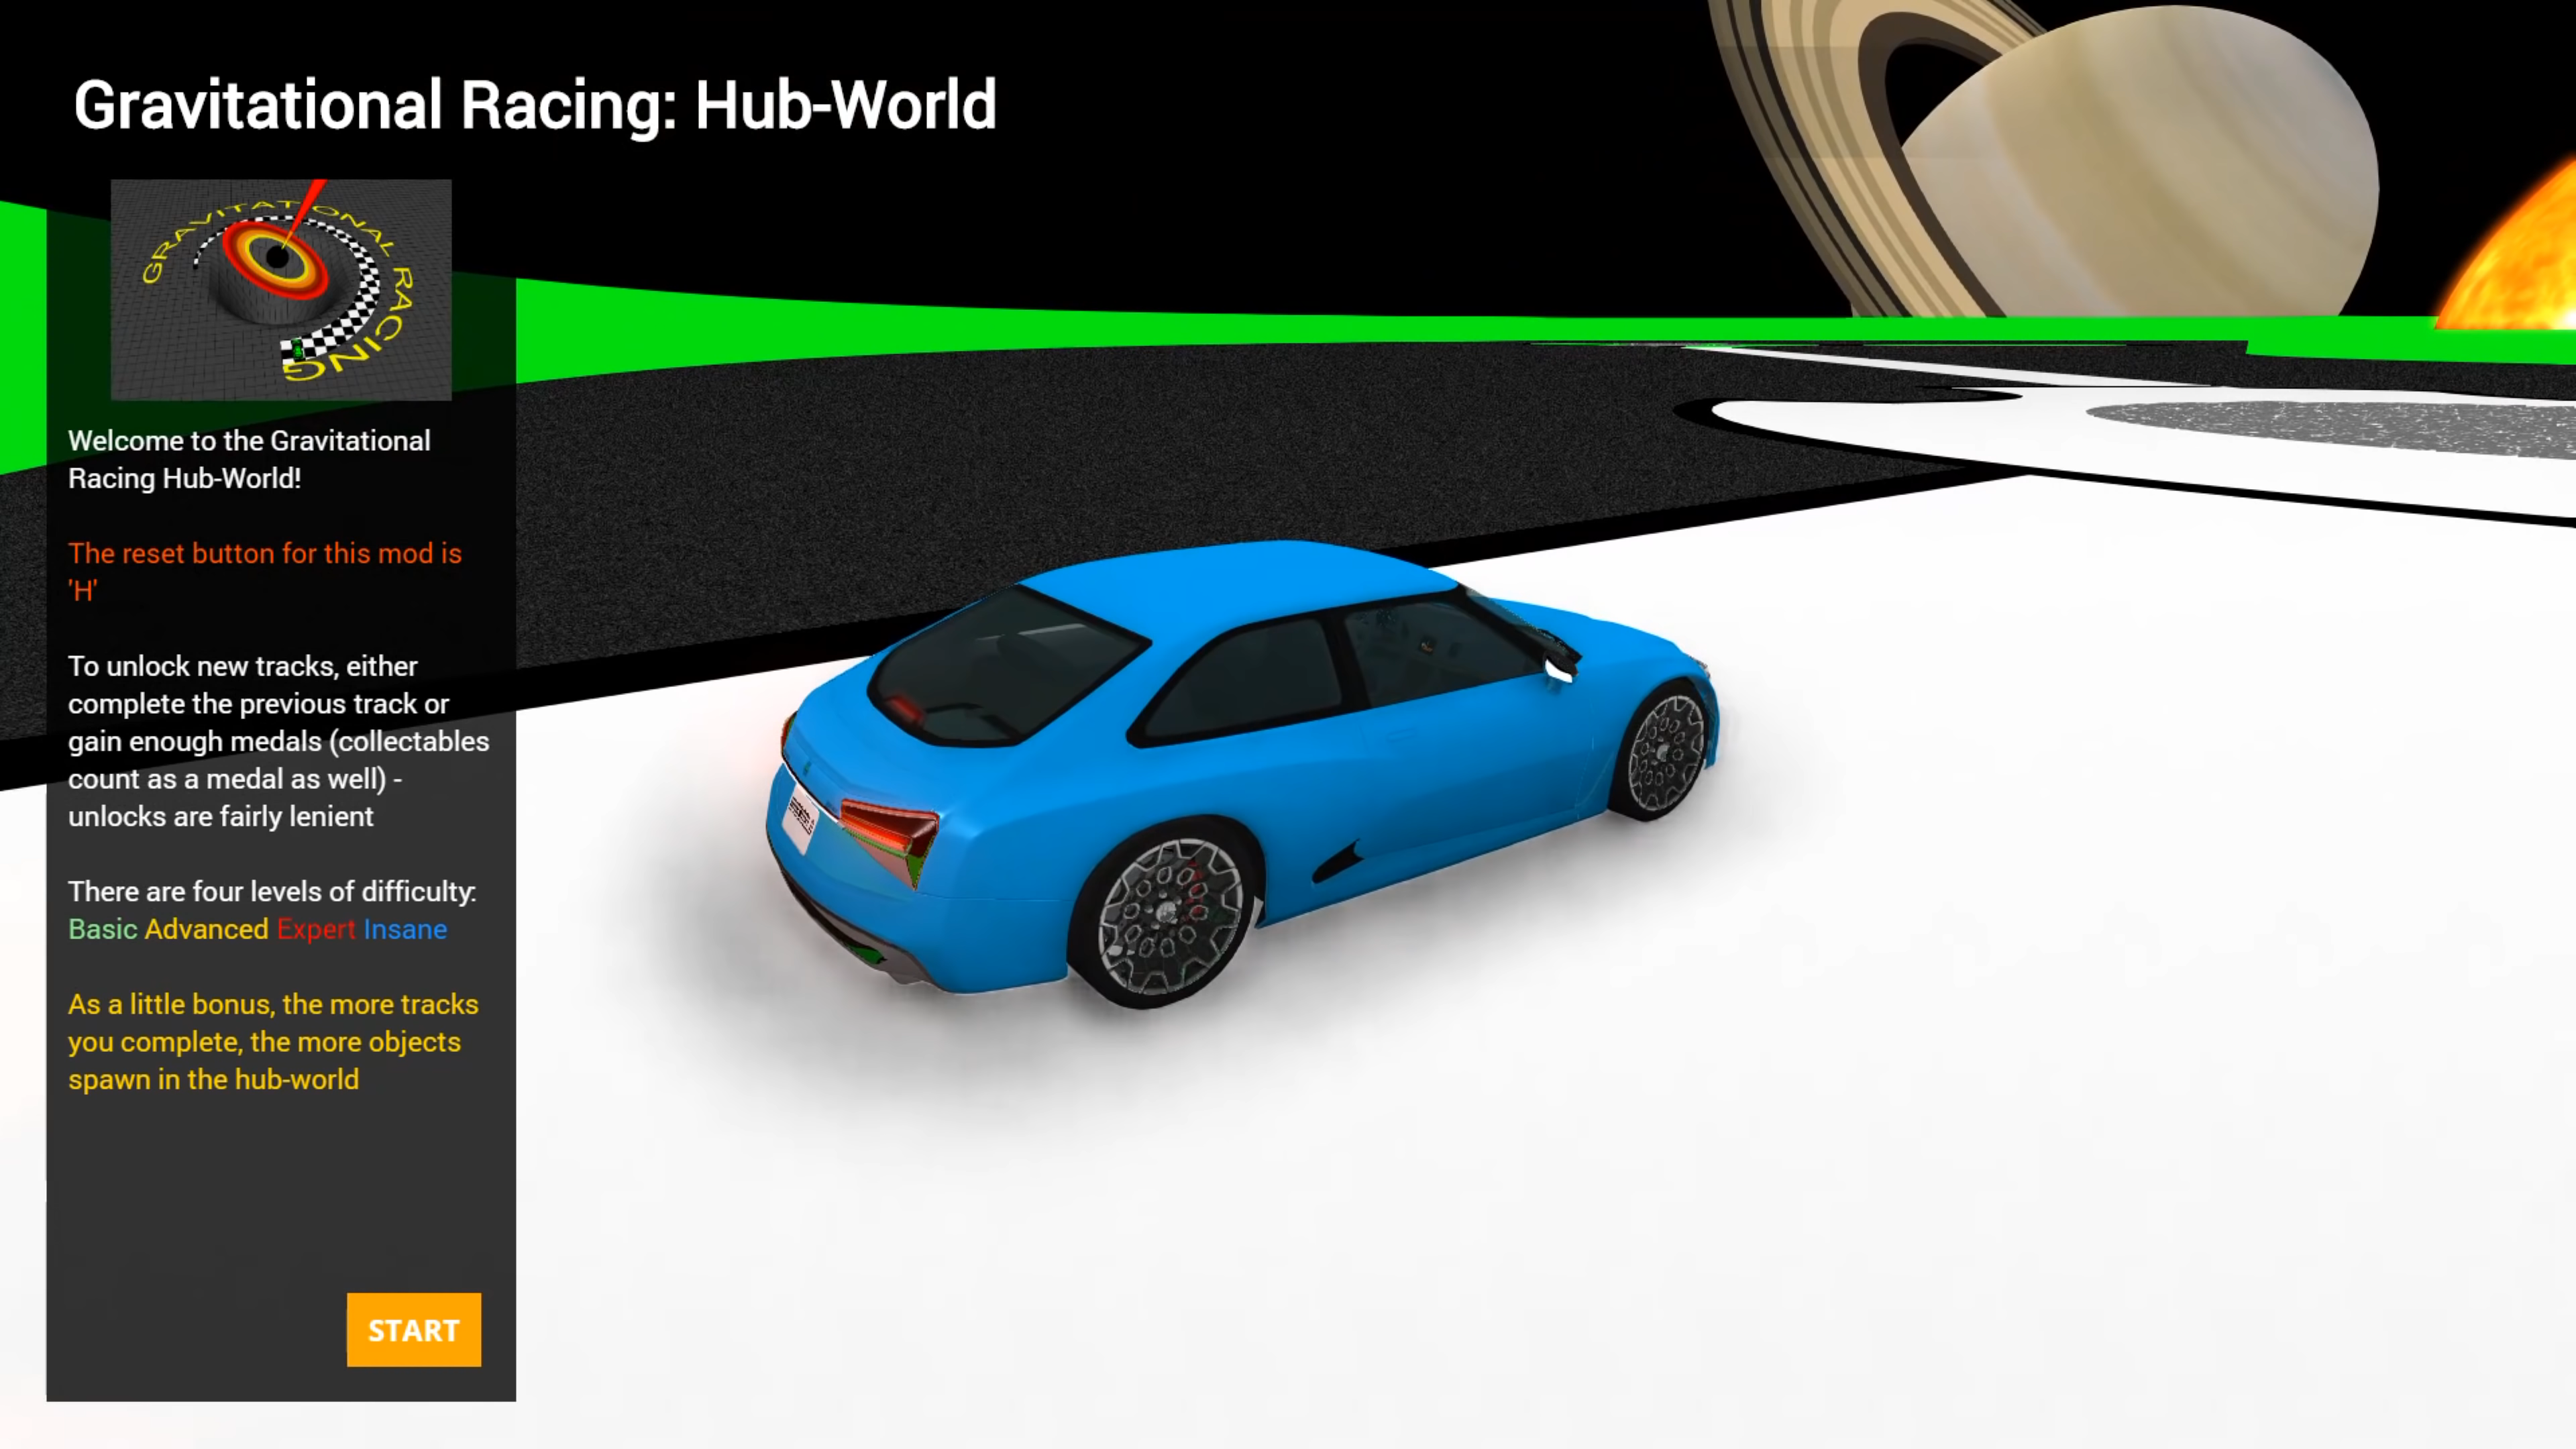 Gravitational Racing: Hub-World
GRAVITATIONAL RACING
Welcome to the Gravitational
Racing Hub-World!
The reset button for this mod is
'H'
To unlock new tracks, either
complete the previous track or
gain enough medals (collectables
count as a medal as well) -
unlocks are fairly lenient
There are four levels of difficulty:
Basic Advanced Expert Insane
As a little bonus, the more tracks
you complete, the more objects
spawn in the hub-world
START